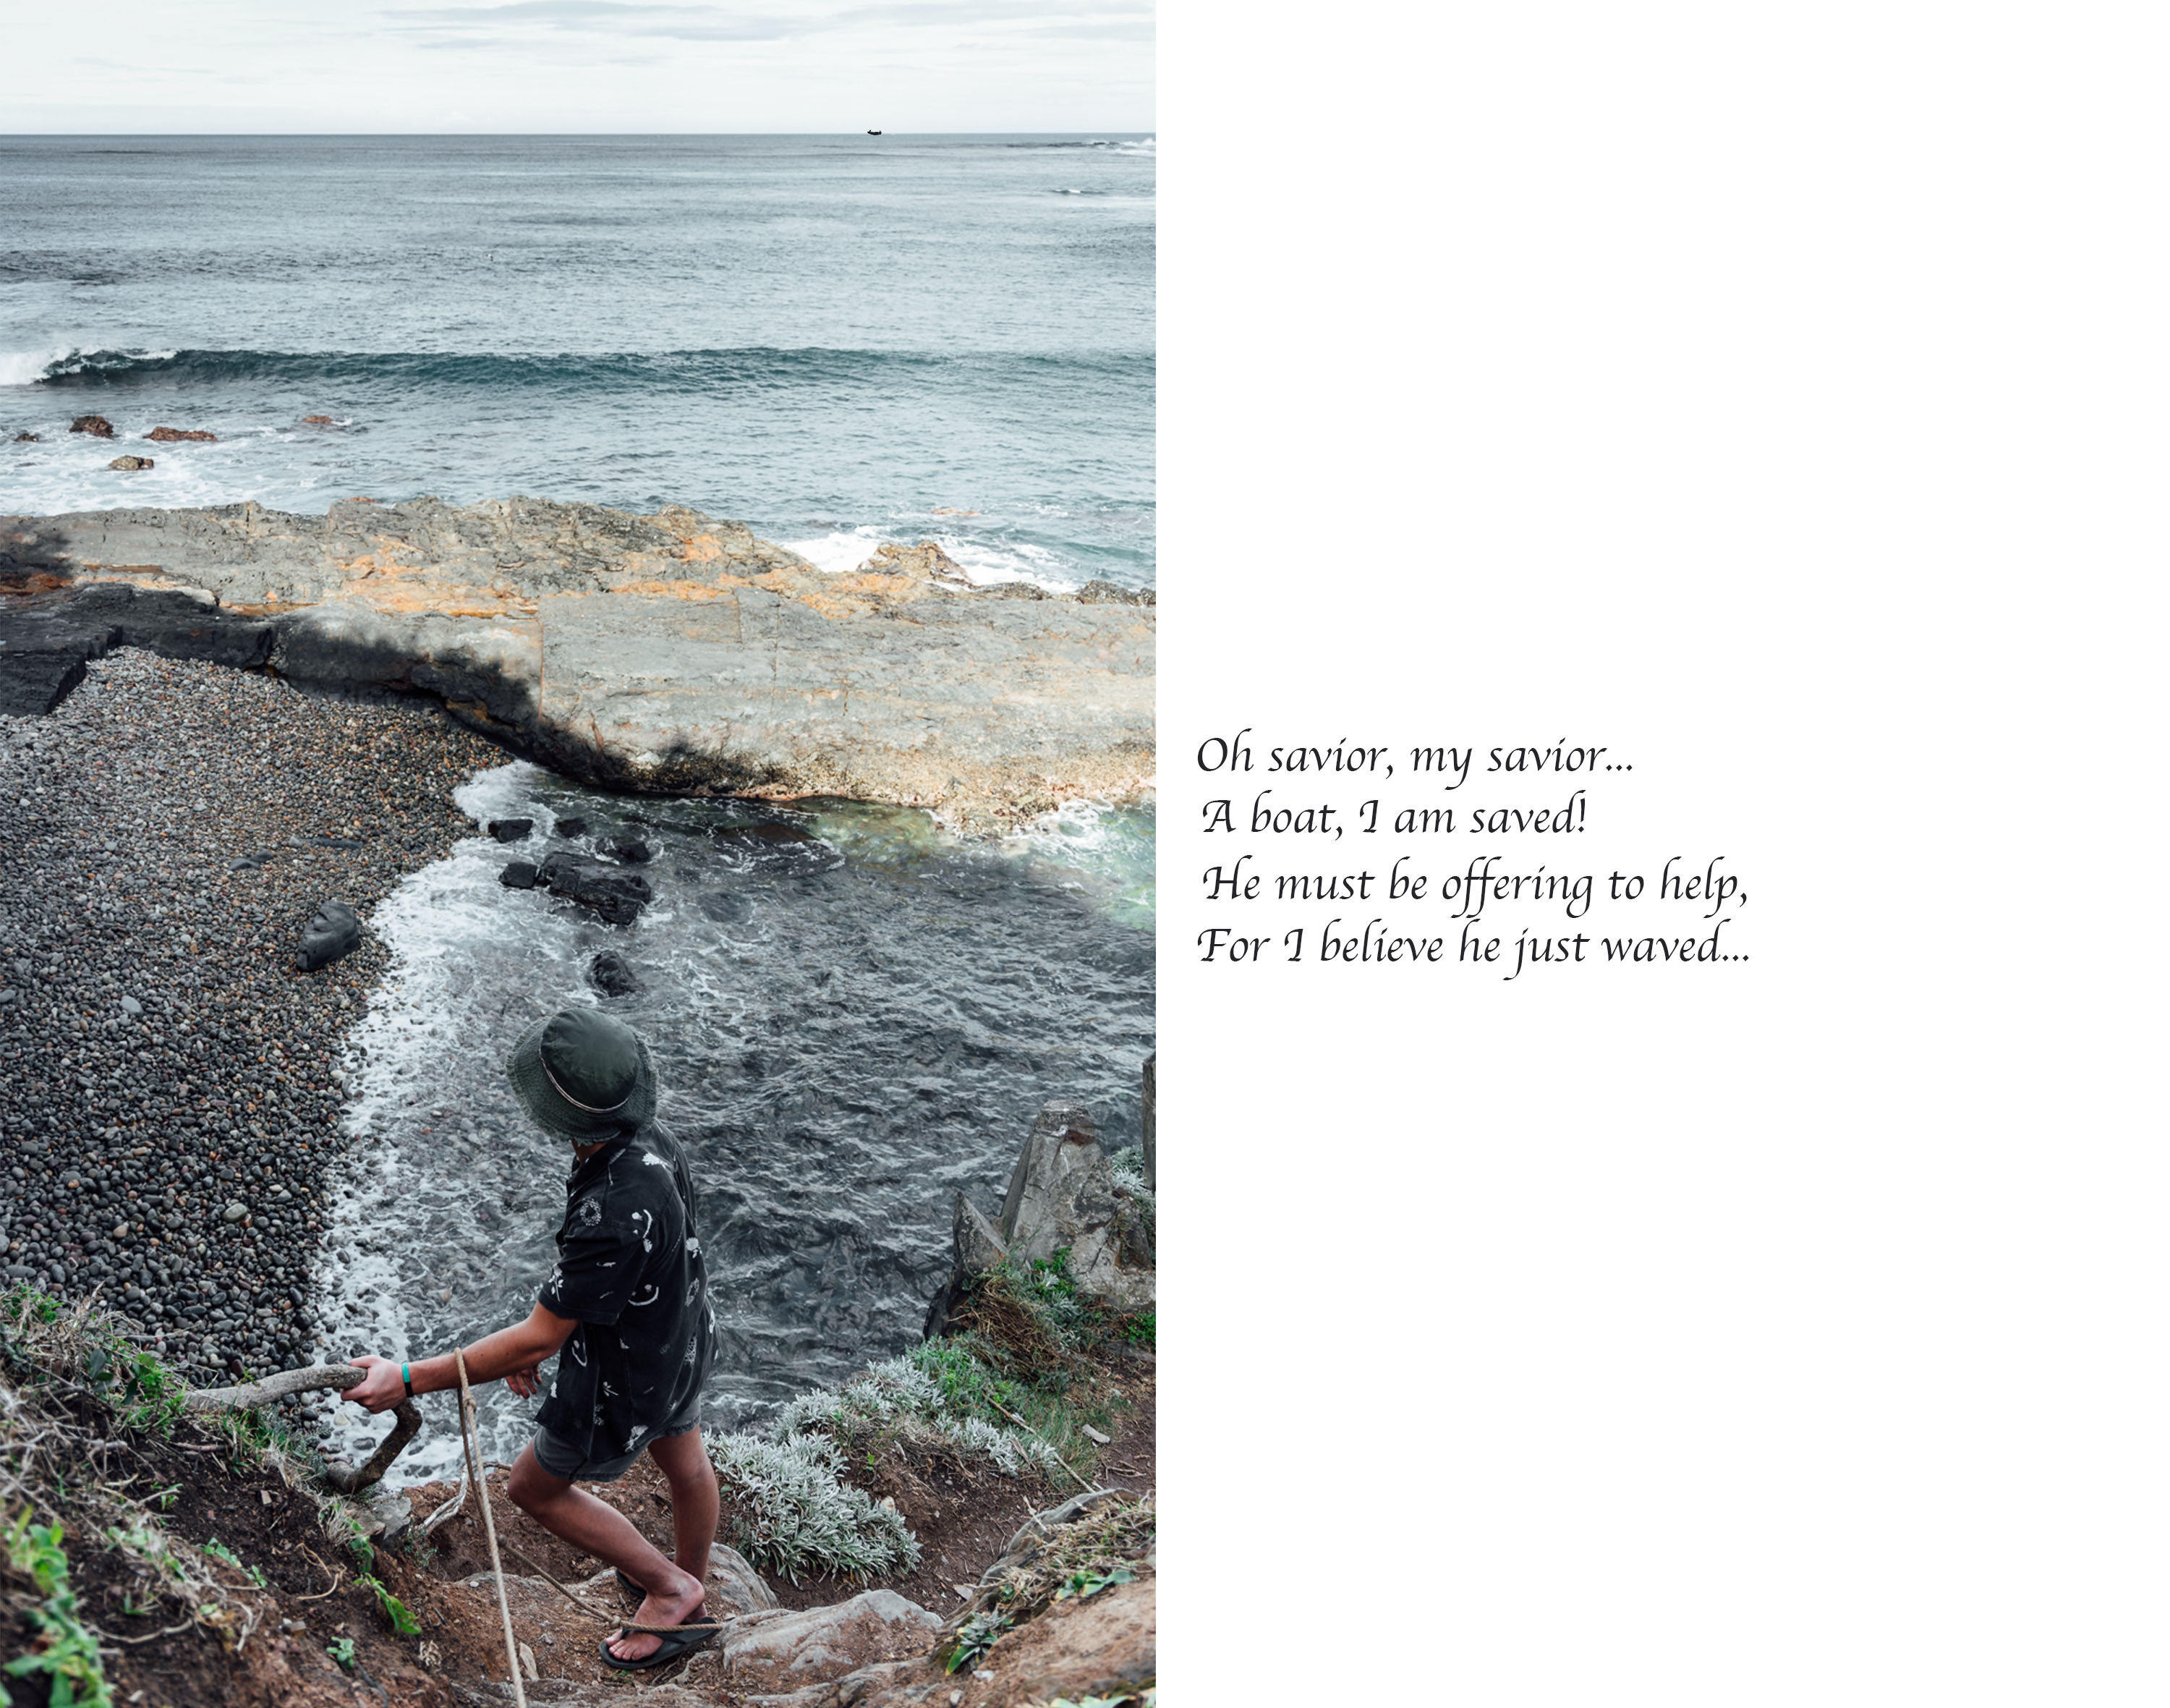 Oh savior, my savior...
A boat, I am saved!
He must be offering to help,
For I believe he just waved...